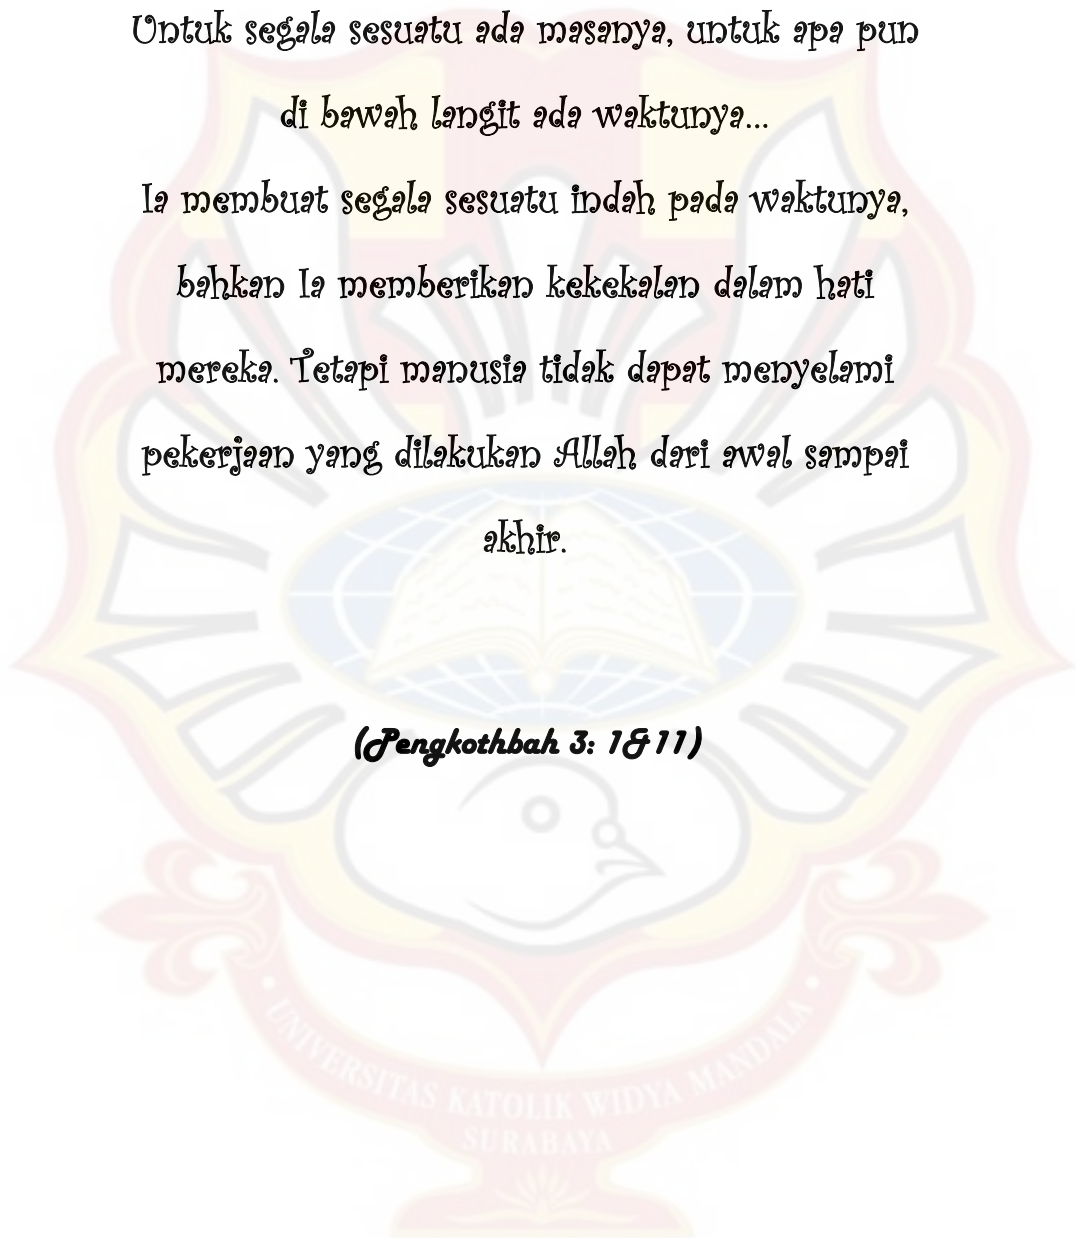 Untuk segala sesuatu ada masanya, untuk apa pun
di bawah langit ada waktunya...
Ia membuat segala sesuatu indah pada waktunya,
bahkan Ia memberikan kekekalan dalam hati
mereka. Tetapi manusia tidak dapat menyelami
pekerjaan yang dilakukan Allah dari awal sampai
akhir.
(Pengkothbah 3: 1&11)
• UNIVERSITAS KATOLIK WIDYA MANDALA •
SURABAYA